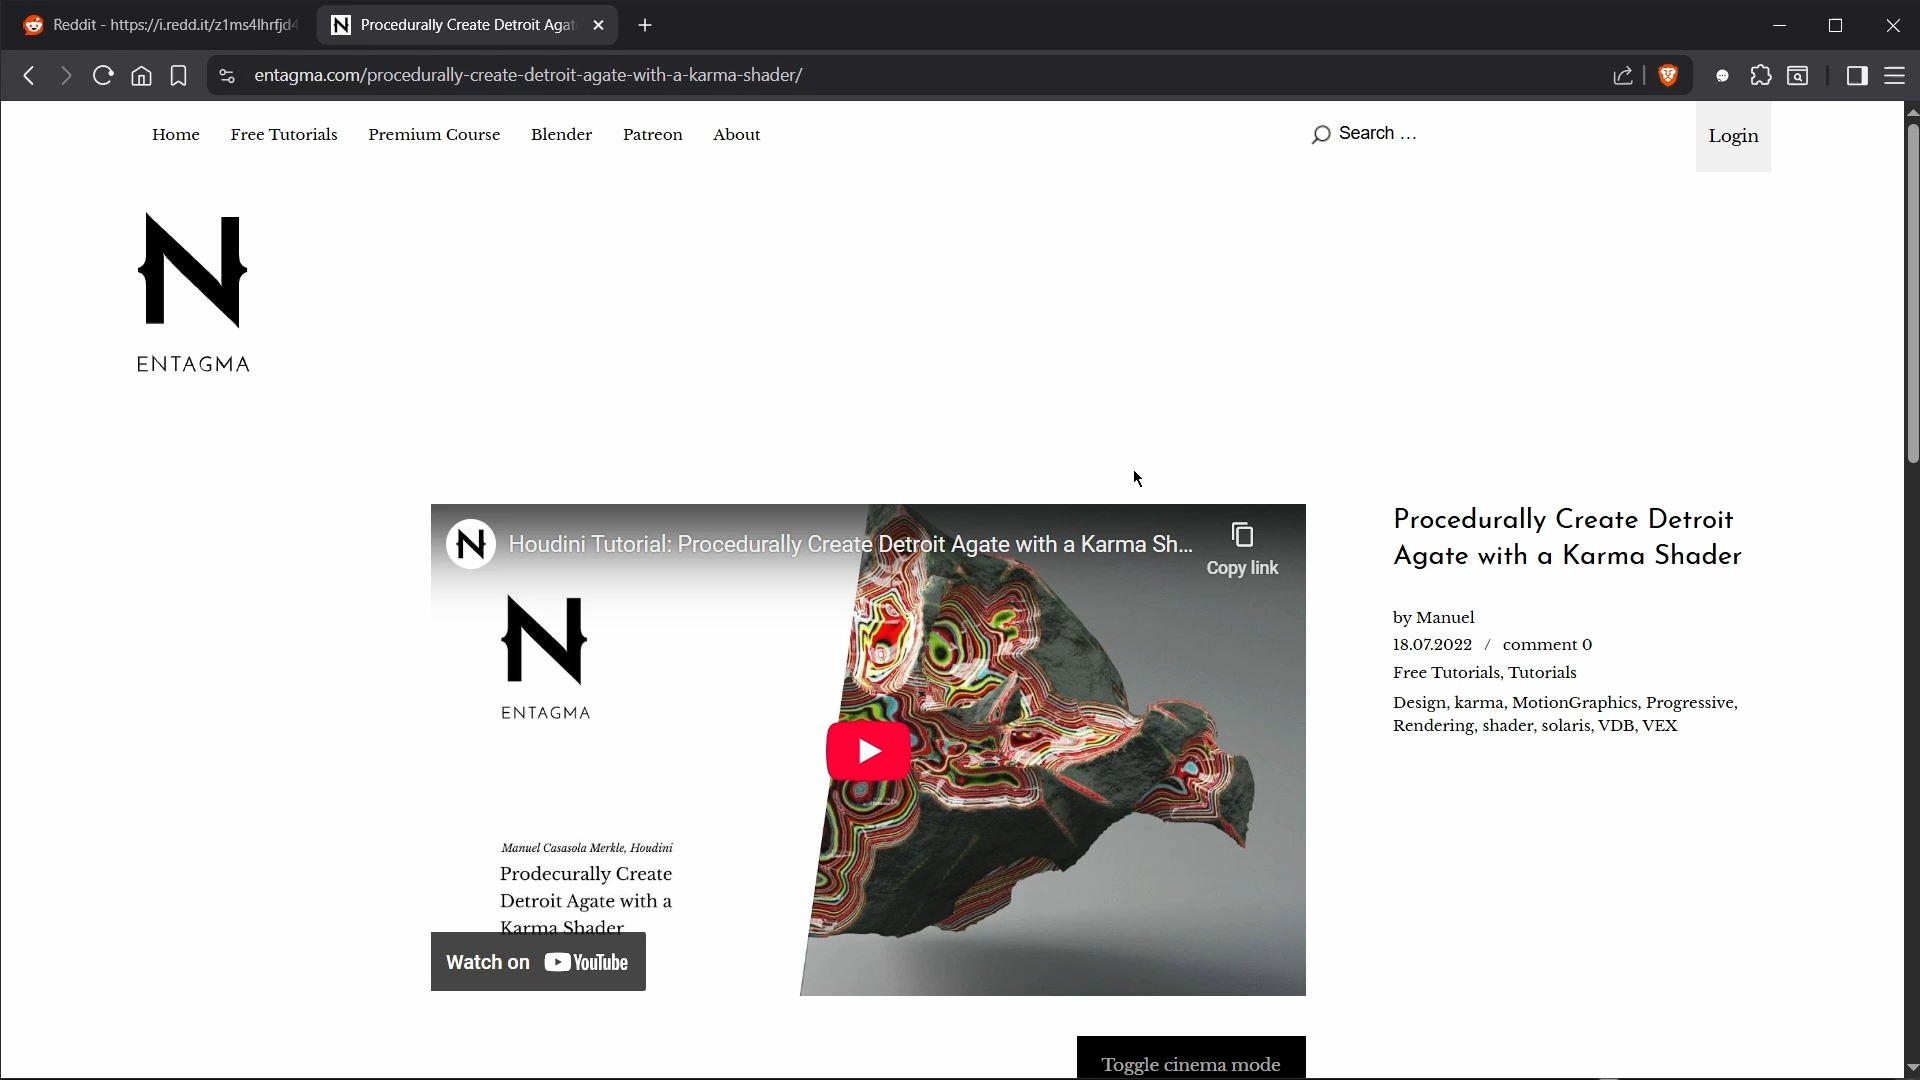 Reddit - https://i.redd.it/z1ms4lhrfjd4
Procedurally Create Detroit Agat
entagma.com/procedurally-create-detroit-agate-with-a-karma-shader/
Home Free Tutorials Premium Course Blender Patreon About
Search ...
Login
ENTAGMA
Houdini Tutorial: Procedurally Create Detroit Agate with a Karma Sh...
Copy link
ENTAGMA
Manuel Casasola Merkle, Houdini
Prodecurally Create
Detroit Agate with a
Karma Shader
Watch on YouTube
Procedurally Create Detroit
Agate with a Karma Shader
by Manuel
18.07.2022 / comment 0
Free Tutorials, Tutorials
Design, karma, MotionGraphics, Progressive,
Rendering, shader, solaris, VDB, VEX
Toggle cinema mode